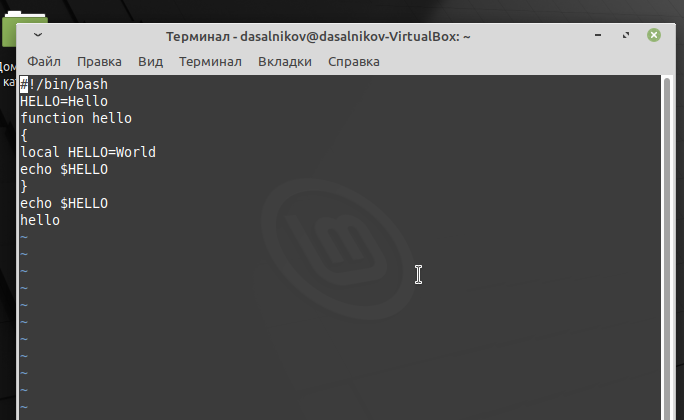 Терминал - dasalnikov@dasalnikov-VirtualBox: ~
Файл Правка Вид Терминал Вкладки Справка
#!/bin/bash
HELLO=Hello
function hello
{
local HELLO=World
echo $HELLO
}
echo $HELLO
hello
~
~
~
~
~
~
~
~
~
~
~